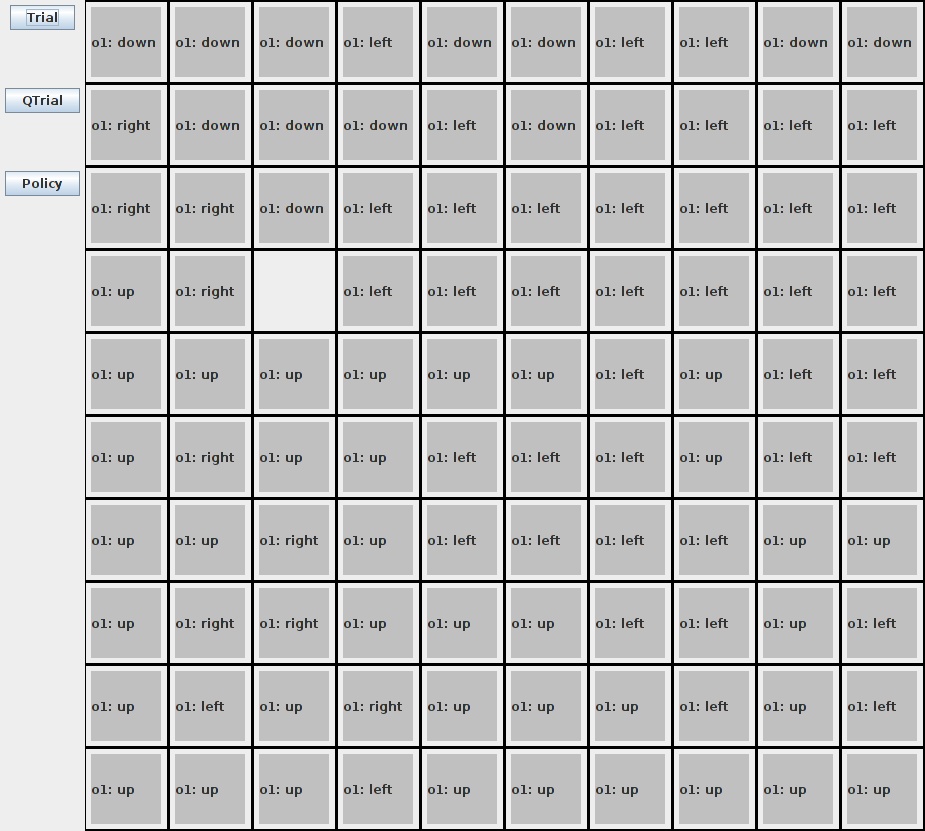 Trial o1: down o1: down o1: down o1: left o1: down o1: down o1: left o1: left o1: down o1: down
QTrial o1: right o1: down o1: down o1: down o1: left o1: down o1: left o1: left o1: left o1: left
Policy o1: right o1: right o1: down o1: left o1: left o1: left o1: left o1: left o1: left o1: left
o1: up o1: right o1: left o1: left o1: left o1: left o1: left o1: left o1: left
o1: up o1: up o1: up o1: up o1: up o1: up o1: left o1: up o1: left o1: left
o1: up o1: right o1: up o1: up o1: left o1: left o1: left o1: up o1: left o1: left
o1: up o1: up o1: right o1: up o1: left o1: left o1: left o1: left o1: up o1: up
o1: up o1: right o1: right o1: up o1: up o1: up o1: left o1: left o1: up o1: left
o1: up o1: left o1: up o1: right o1: up o1: up o1: up o1: left o1: up o1: left
o1: up o1: up o1: up o1: left o1: up o1: up o1: up o1: up o1: up o1: up